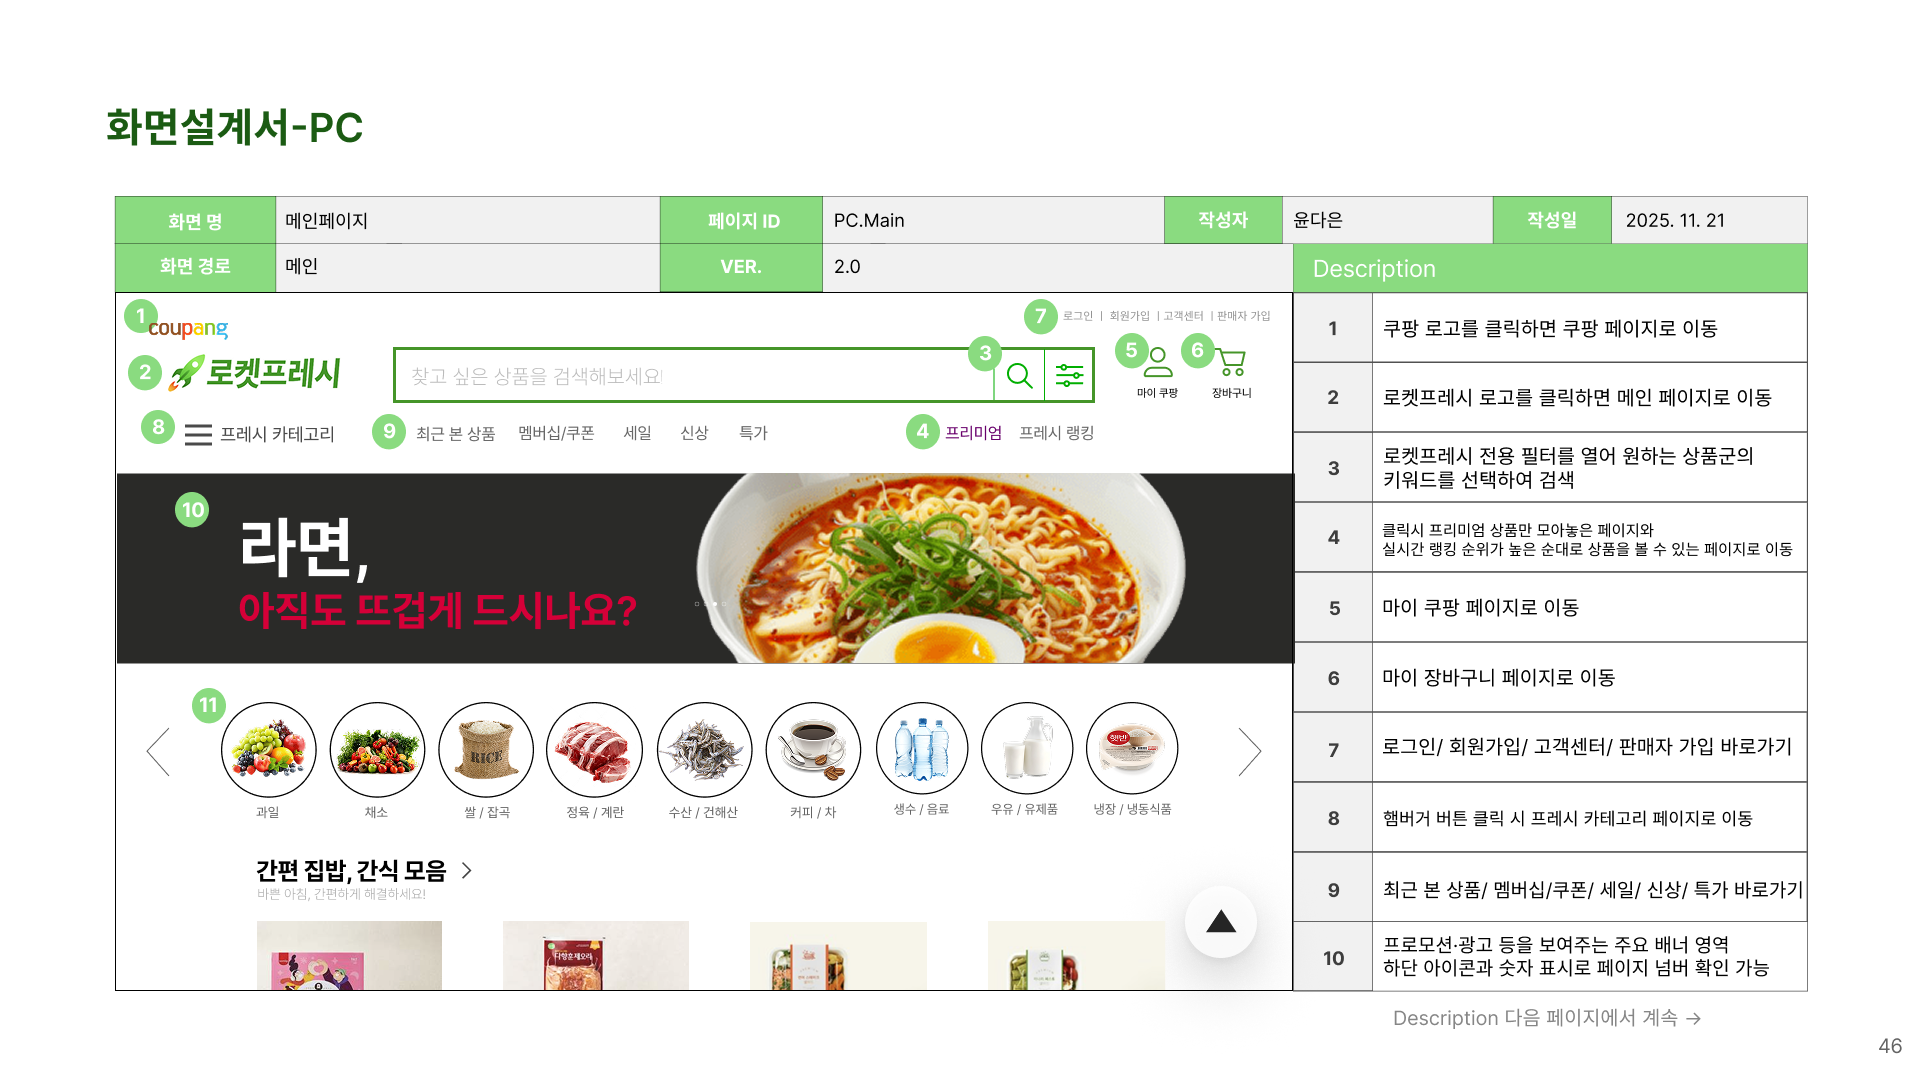 화면설계서-PC
화면 명 메인페이지 페이지 ID PC.Main 작성자 윤다은 작성일 2025. 11. 21
화면 경로 메인 VER. 2.0 Description
1
coupang
7 로그인 | 회원가입 | 고객센터 | 판매자 가입
2 로켓프레시
찾고 싶은 상품을 검색해보세요!
3
5 마이 쿠팡
6 장바구니
8 프레시 카테고리
9 최근 본 상품 멤버십/쿠폰 세일 신상 특가
4 프리미엄 프레시 랭킹
10
라면,
아직도 뜨겁게 드시나요?
11
RICE
햇반
과일 채소 쌀 / 잡곡 정육 / 계란 수산 / 건해산 커피 / 차 생수 / 음료 우유 / 유제품 냉장 / 냉동식품
간편 집밥, 간식 모음
바쁜 아침, 간편하게 해결하세요!
다향훈제오리
1 쿠팡 로고를 클릭하면 쿠팡 페이지로 이동
2 로켓프레시 로고를 클릭하면 메인 페이지로 이동
3 로켓프레시 전용 필터를 열어 원하는 상품군의
키워드를 선택하여 검색
4 클릭시 프리미엄 상품만 모아놓은 페이지와
실시간 랭킹 순위가 높은 순대로 상품을 볼 수 있는 페이지로 이동
5 마이 쿠팡 페이지로 이동
6 마이 장바구니 페이지로 이동
7 로그인/ 회원가입/ 고객센터/ 판매자 가입 바로가기
8 햄버거 버튼 클릭 시 프레시 카테고리 페이지로 이동
9 최근 본 상품/ 멤버십/쿠폰/ 세일/ 신상/ 특가 바로가기
10 프로모션·광고 등을 보여주는 주요 배너 영역
하단 아이콘과 숫자 표시로 페이지 넘버 확인 가능
Description 다음 페이지에서 계속 →
46